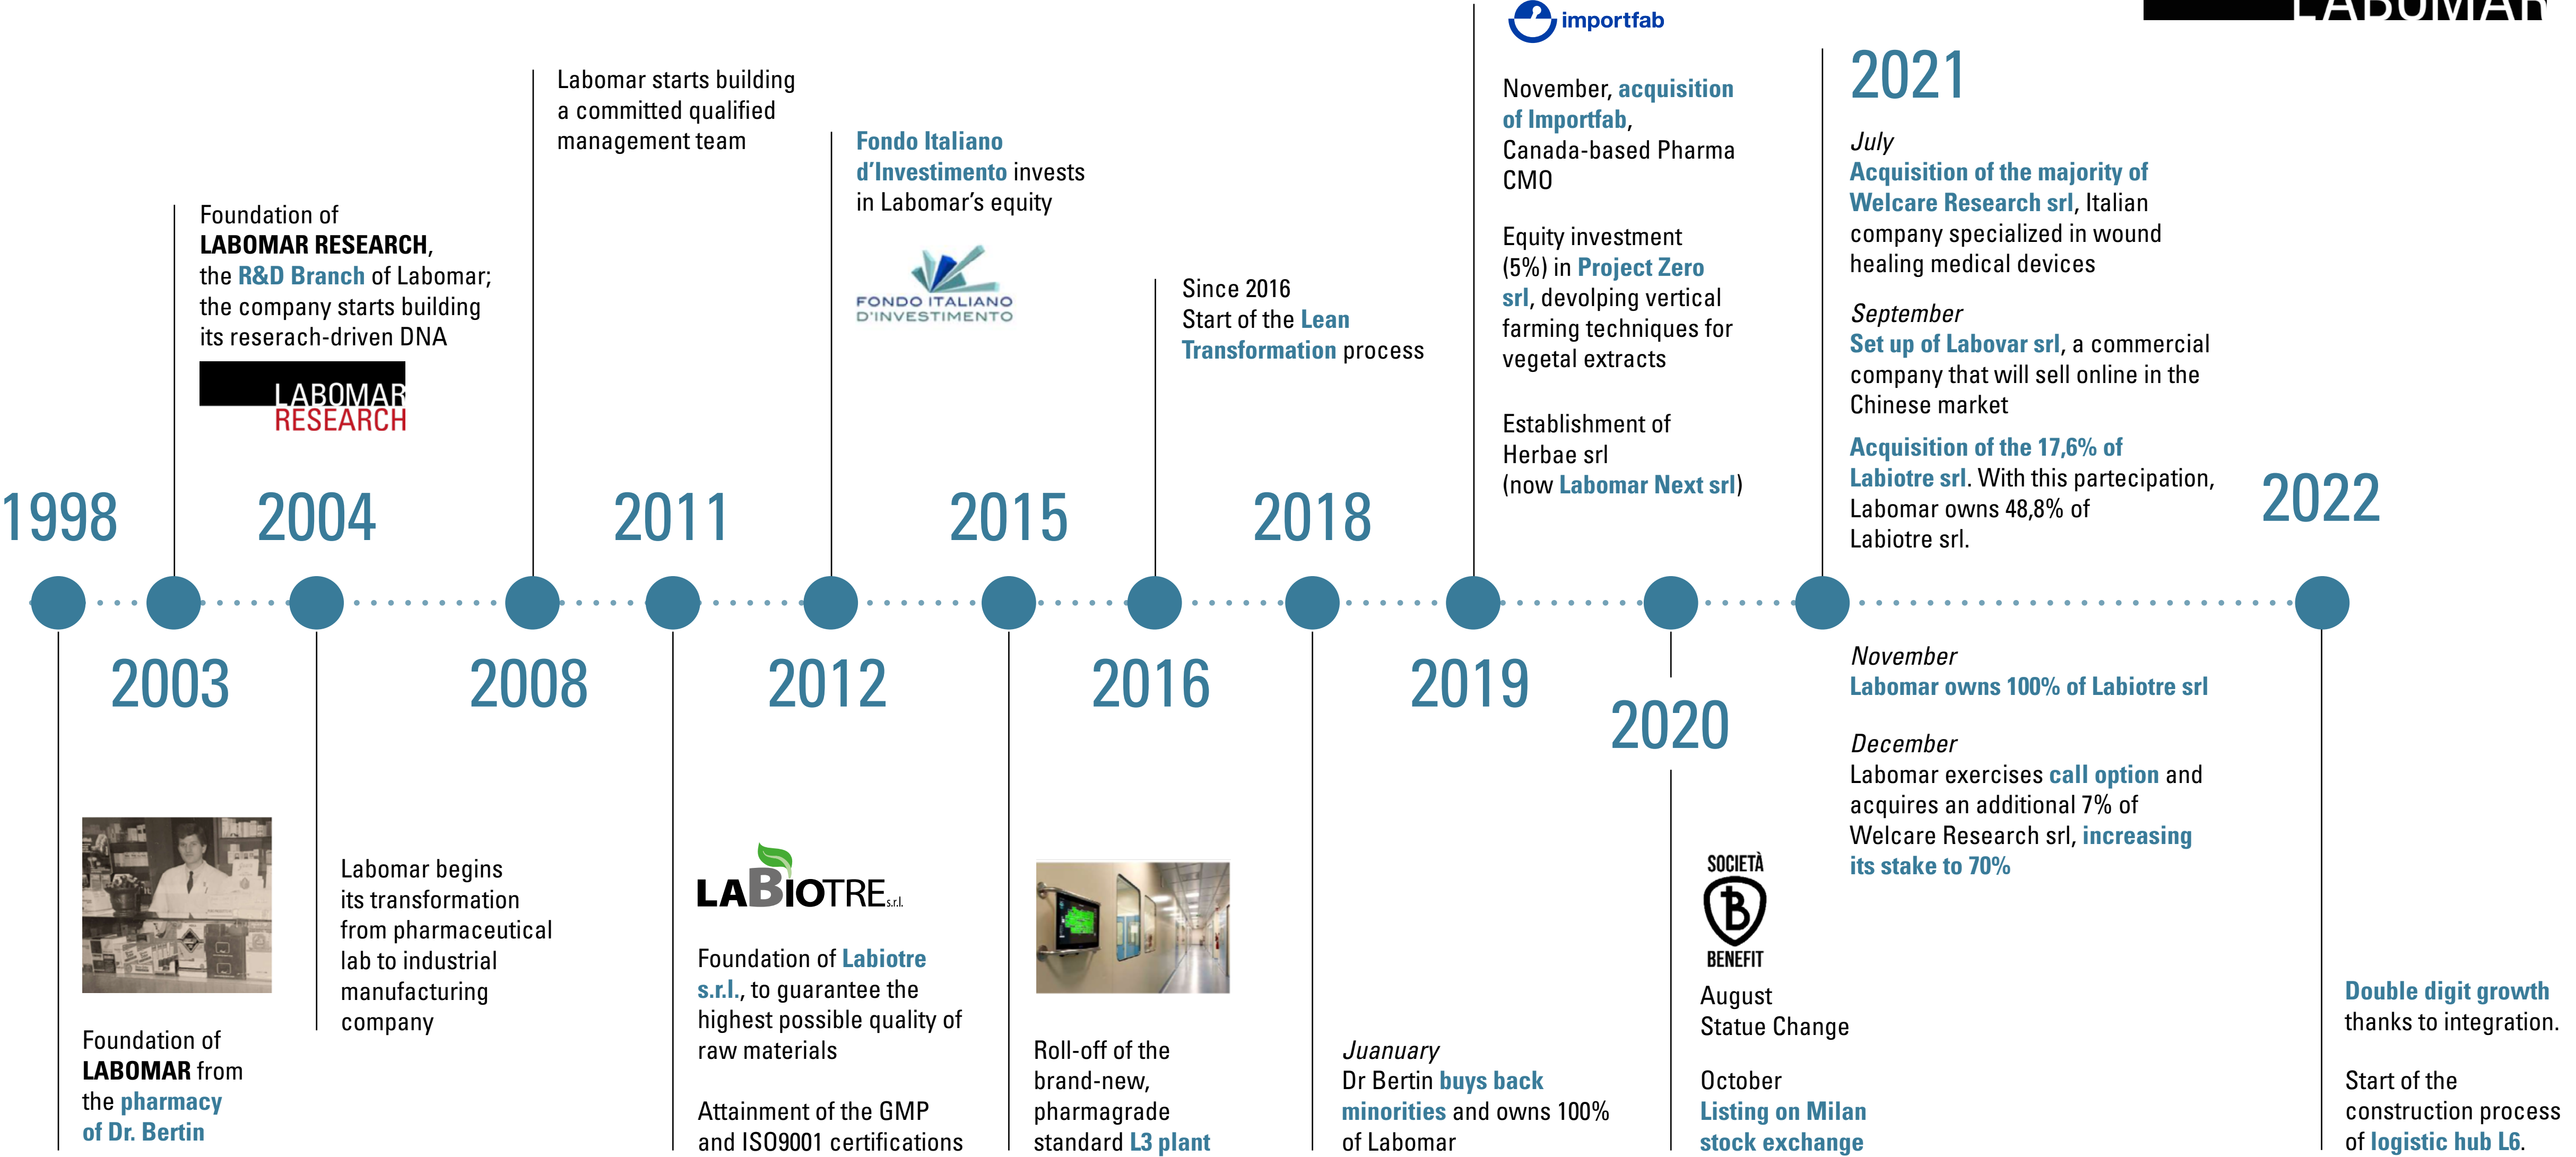 1998
Foundation of
LABOMAR from
the pharmacy
of Dr. Bertin
2003
Foundation of
LABOMAR RESEARCH,
the R&D Branch of Labomar;
the company starts building
its reserach-driven DNA
LABOMAR
RESEARCH
2004
Labomar begins
its transformation
from pharmaceutical
lab to industrial
manufacturing
company
2008
Labomar starts building
a committed qualified
management team
2011
LABIOTRE s.r.l.
Foundation of Labiotre
s.r.l., to guarantee the
highest possible quality of
raw materials
Attainment of the GMP
and ISO9001 certifications
2012
Fondo Italiano
d’Investimento invests
in Labomar’s equity
FONDO ITALIANO
D’INVESTIMENTO
2015
Roll-off of the
brand-new,
pharmagrade
standard L3 plant
2016
Since 2016
Start of the Lean
Transformation process
2018
Juanuary
Dr Bertin buys back
minorities and owns 100%
of Labomar
2019
importfab
November, acquisition
of Importfab,
Canada-based Pharma
CMO
Equity investment
(5%) in Project Zero
srl, devolping vertical
farming techniques for
vegetal extracts
Establishment of
Herbae srl
(now Labomar Next srl)
2020
SOCIETÀ
B
BENEFIT
August
Statue Change
October
Listing on Milan
stock exchange
LABOMAR
2021
July
Acquisition of the majority of
Welcare Research srl, Italian
company specialized in wound
healing medical devices
September
Set up of Labovar srl, a commercial
company that will sell online in the
Chinese market
Acquisition of the 17,6% of
Labiotre srl. With this partecipation,
Labomar owns 48,8% of
Labiotre srl.
November
Labomar owns 100% of Labiotre srl
December
Labomar exercises call option and
acquires an additional 7% of
Welcare Research srl, increasing
its stake to 70%
2022
Double digit growth
thanks to integration.
Start of the
construction process
of logistic hub L6.